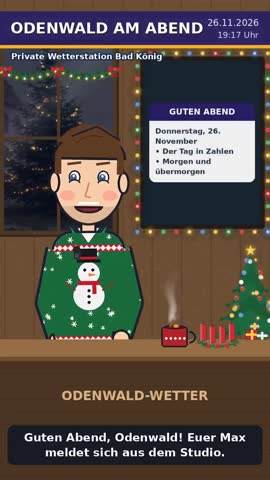 ODENWALD AM ABEND
26.11.2026
19:17 Uhr
Private Wetterstation Bad König
GUTEN ABEND
Donnerstag, 26.
November
• Der Tag in Zahlen
• Morgen und
übermorgen
ODENWALD-WETTER
Guten Abend, Odenwald! Euer Max
meldet sich aus dem Studio.